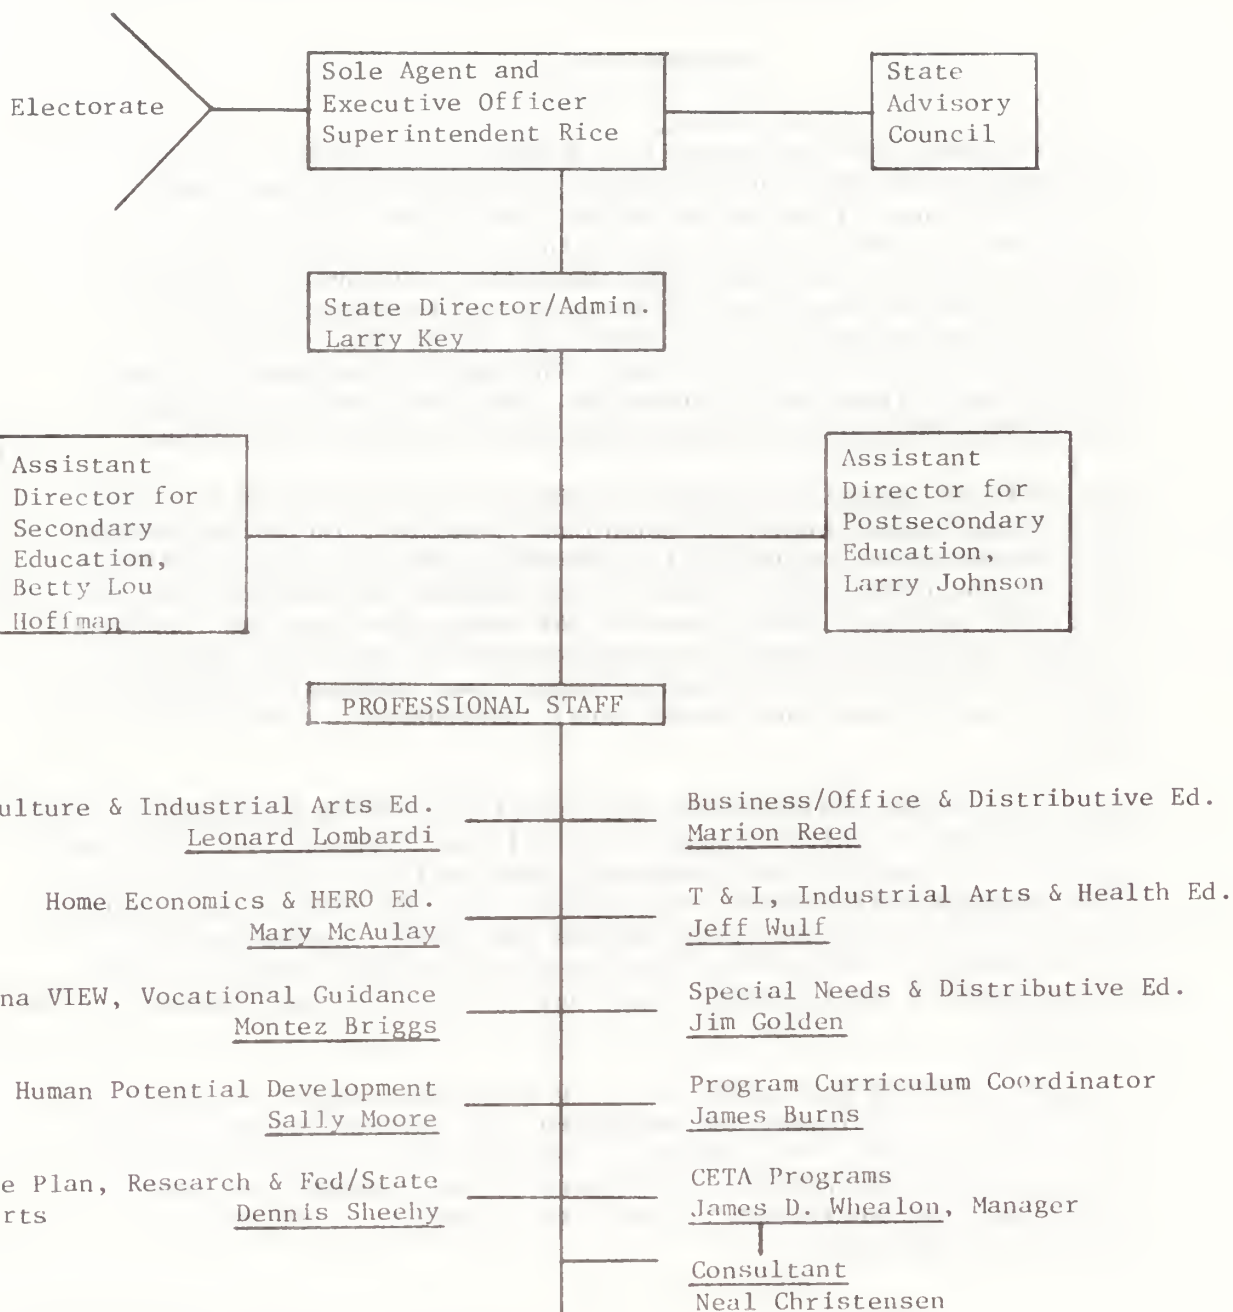 Electorate
Sole Agent and
Executive Officer
Superintendent Rice
State
Advisory
Council
State Director/Admin.
Larry Key
Assistant
Director for
Secondary
Education,
Betty Lou
Hoffman
Assistant
Director for
Postsecondary
Education,
Larry Johnson
PROFESSIONAL STAFF
ulture & Industrial Arts Ed.
Leonard Lombardi
Business/Office & Distributive Ed.
Marion Reed
Home Economics & HERO Ed.
Mary McAulay
T & I, Industrial Arts & Health Ed.
Jeff Wulf
na VIEW, Vocational Guidance
Montez Briggs
Special Needs & Distributive Ed.
Jim Golden
Human Potential Development
Sally Moore
Program Curriculum Coordinator
James Burns
e Plan, Research & Fed/State
rts Dennis Sheehy
CETA Programs
James D. Whealon, Manager
Consultant
Neal Christensen